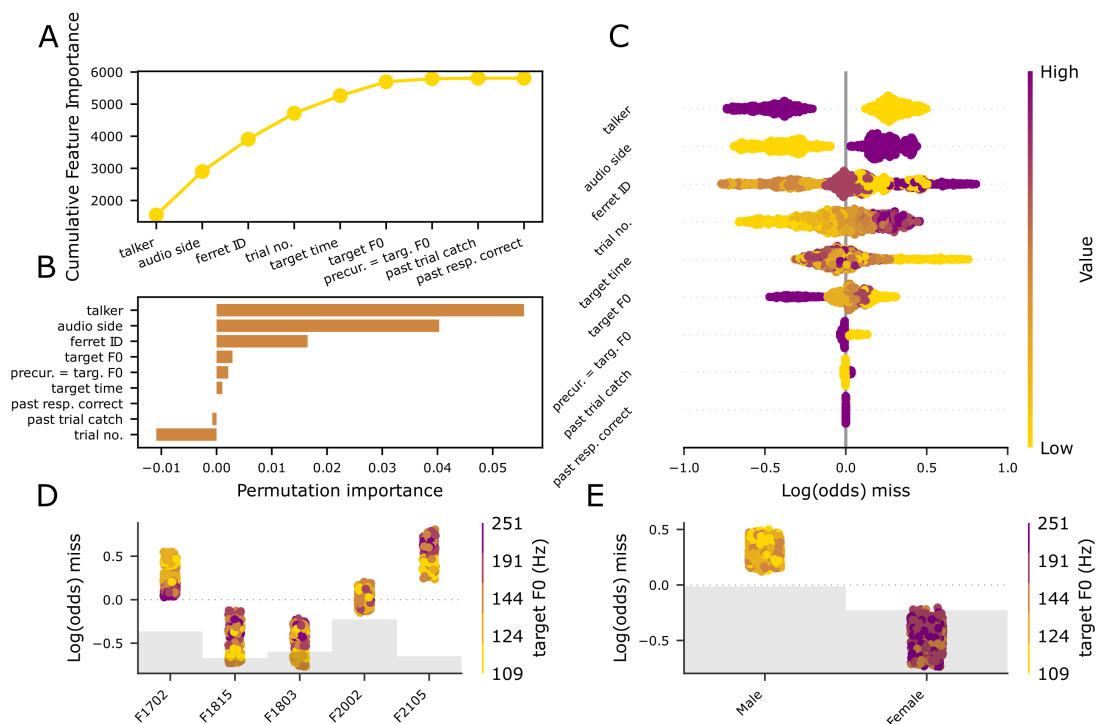 A
Cumulative Feature Importance
6000
5000
4000
3000
2000
talker
audio side
ferret ID
trial no.
target time
target F0
precur. = targ. F0
past trial catch
past resp. correct
B
talker
audio side
ferret ID
target F0
precur. = targ. F0
target time
past resp. correct
past trial catch
trial no.
−0.01 0.00 0.01 0.02 0.03 0.04 0.05
Permutation importance
C
talker
audio side
ferret ID
trial no.
target time
target F0
precur. = targ. F0
past trial catch
past resp. correct
−1.0 −0.5 0.0 0.5 1.0
Log(odds) miss
High
Value
Low
D
Log(odds) miss
0.5
0.0
−0.5
F1702
F1815
F1803
F2002
F2105
251
191
144
124
109
target F0 (Hz)
E
Log(odds) miss
0.5
0.0
−0.5
Male
Female
251
191
144
124
109
target F0 (Hz)